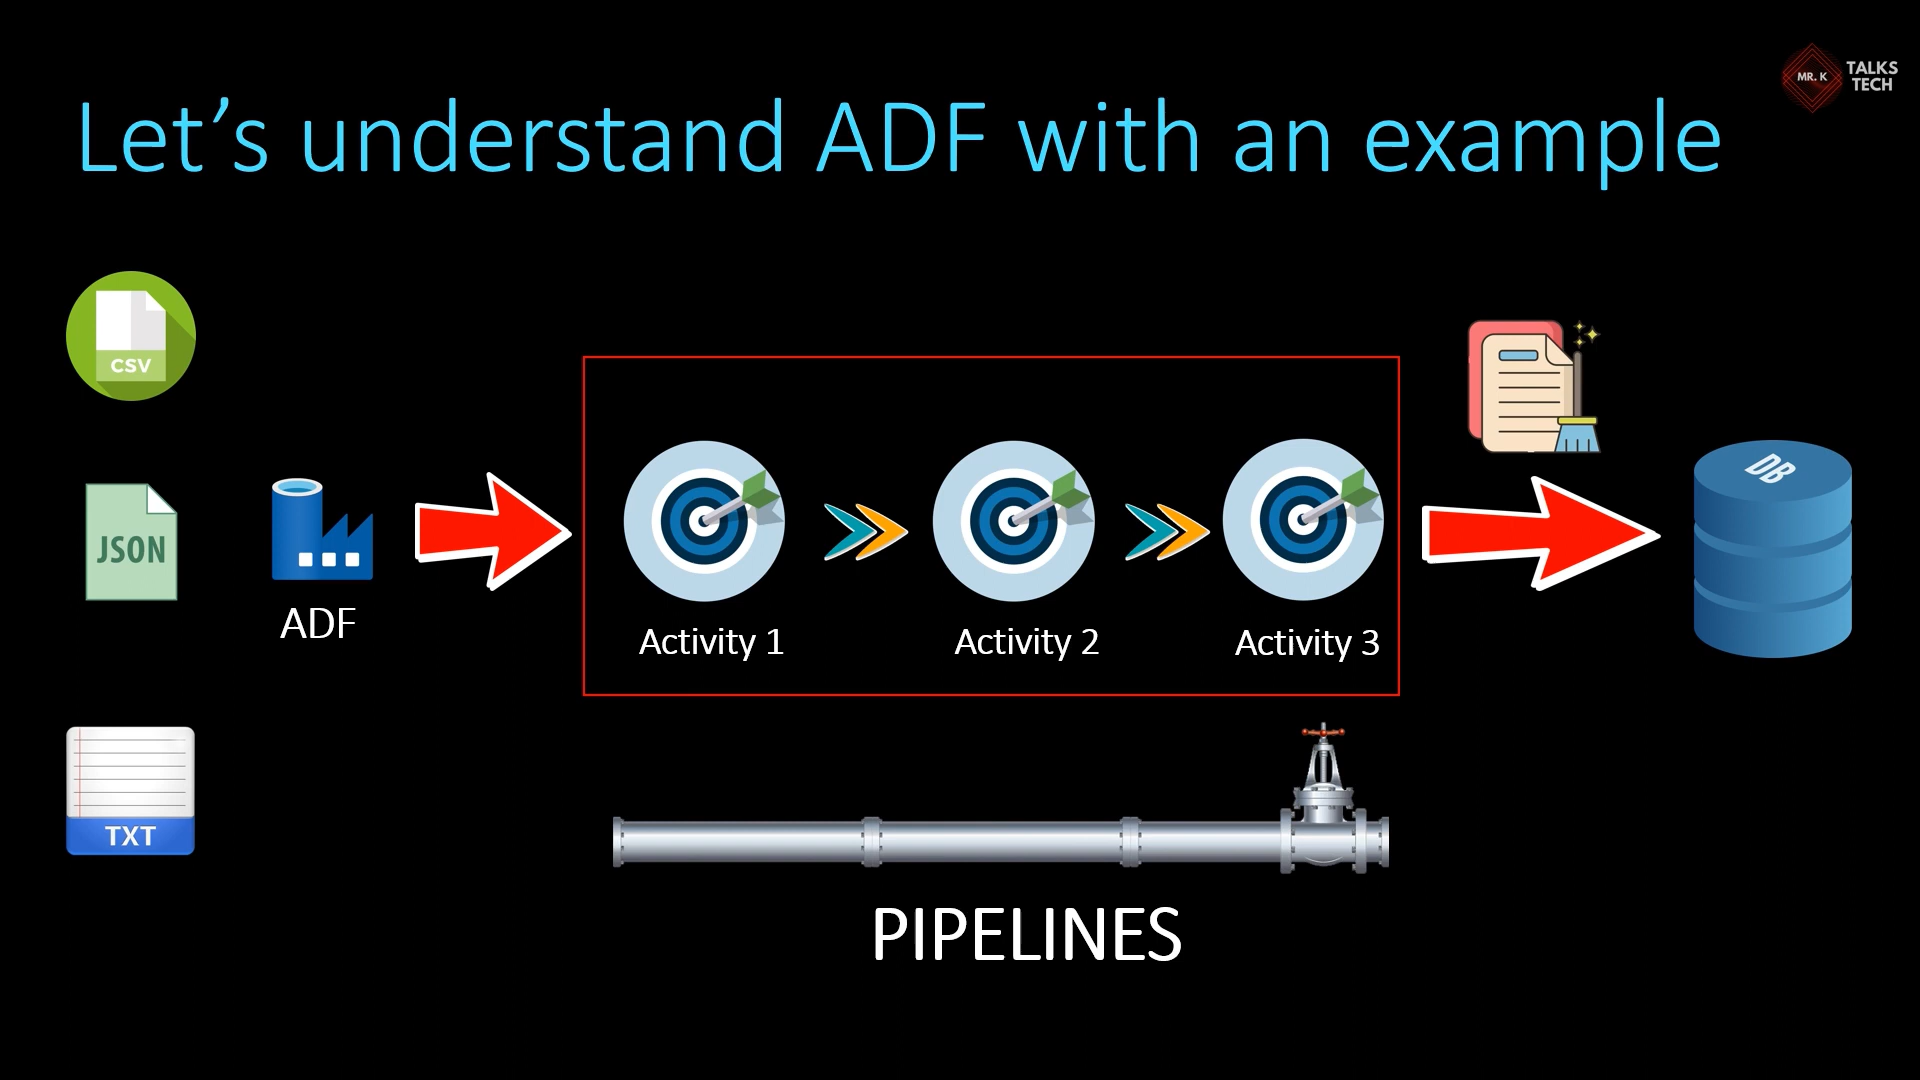 MR. K
TALKS
TECH
Let's understand ADF with an example
CSV
JSON
ADF
TXT
Activity 1
Activity 2
Activity 3
DB
PIPELINES